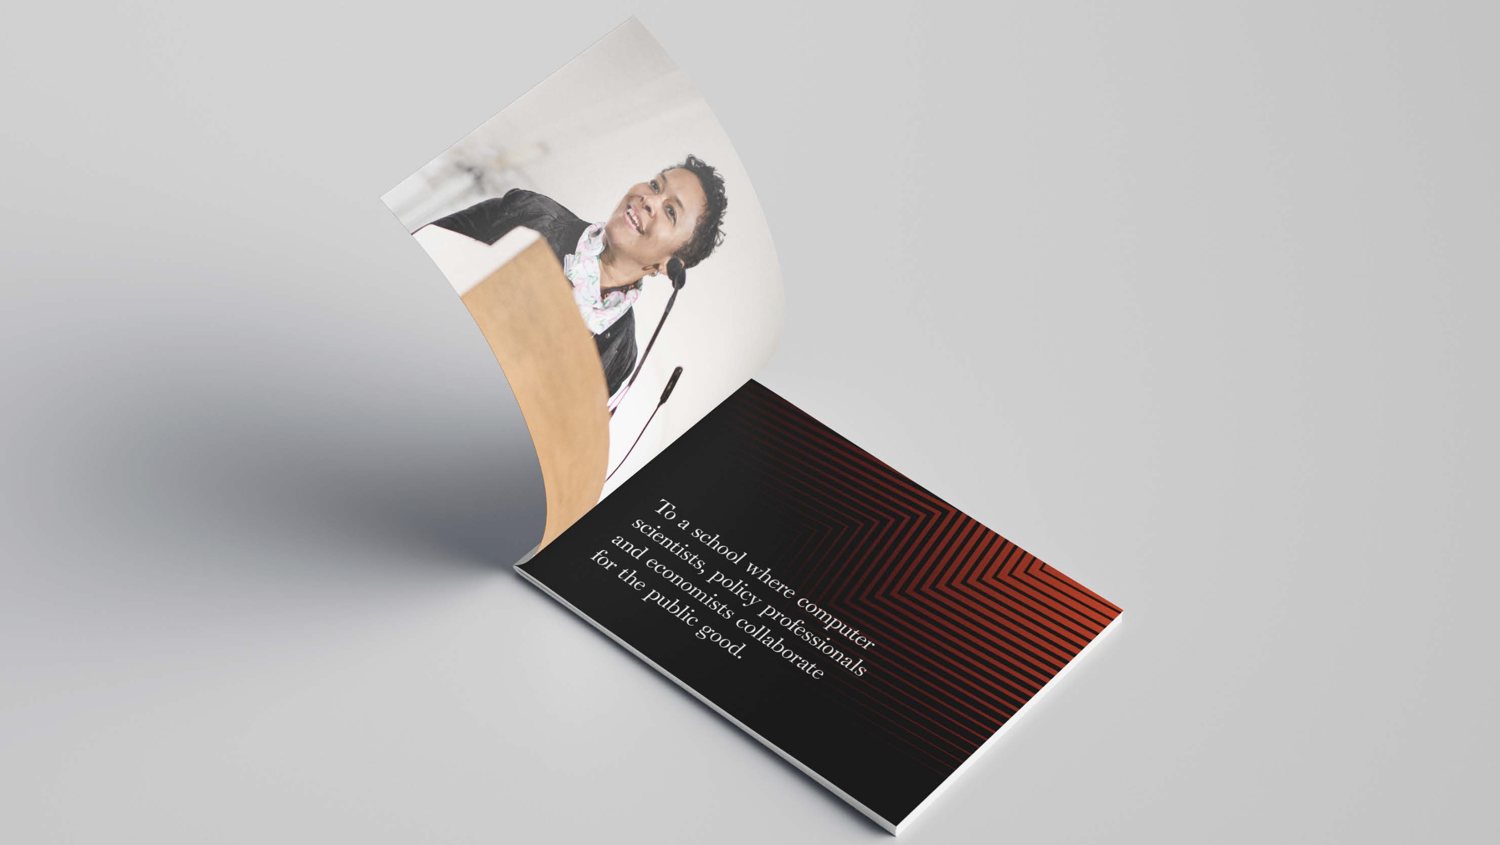 To a school where computer
scientists, policy professionals
and economists collaborate
for the public good.